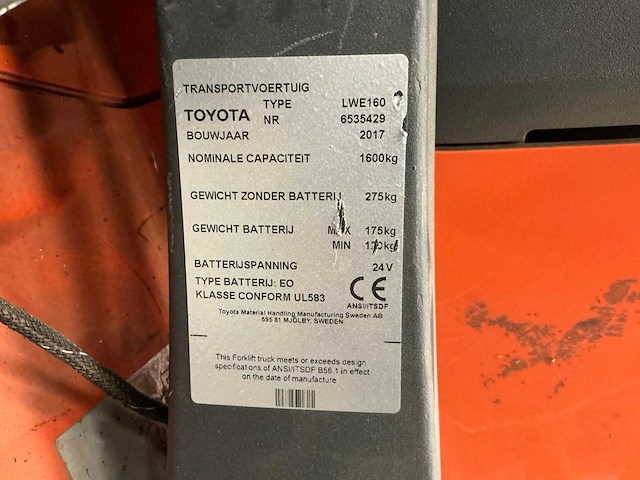 TRANSPORTVOERTUIG
TYPE LWE160
TOYOTA NR 6535429
BOUWJAAR 2017
NOMINALE CAPACITEIT 1600kg
GEWICHT ZONDER BATTERIJ 275kg
GEWICHT BATTERIJ MAX 175kg
MIN
BATTERIJSPANNING 24V
TYPE BATTERIJ: EO
KLASSE CONFORM UL583
CE
ANSI/ITSDF
Toyota Material Handling Manufacturing Sweden AB
595 81 MJÖLBY, SWEDEN
This Forklift truck meets or exceeds design
specifications of ANSI/ITSDF B56.1 in effect
on the date of manufacture